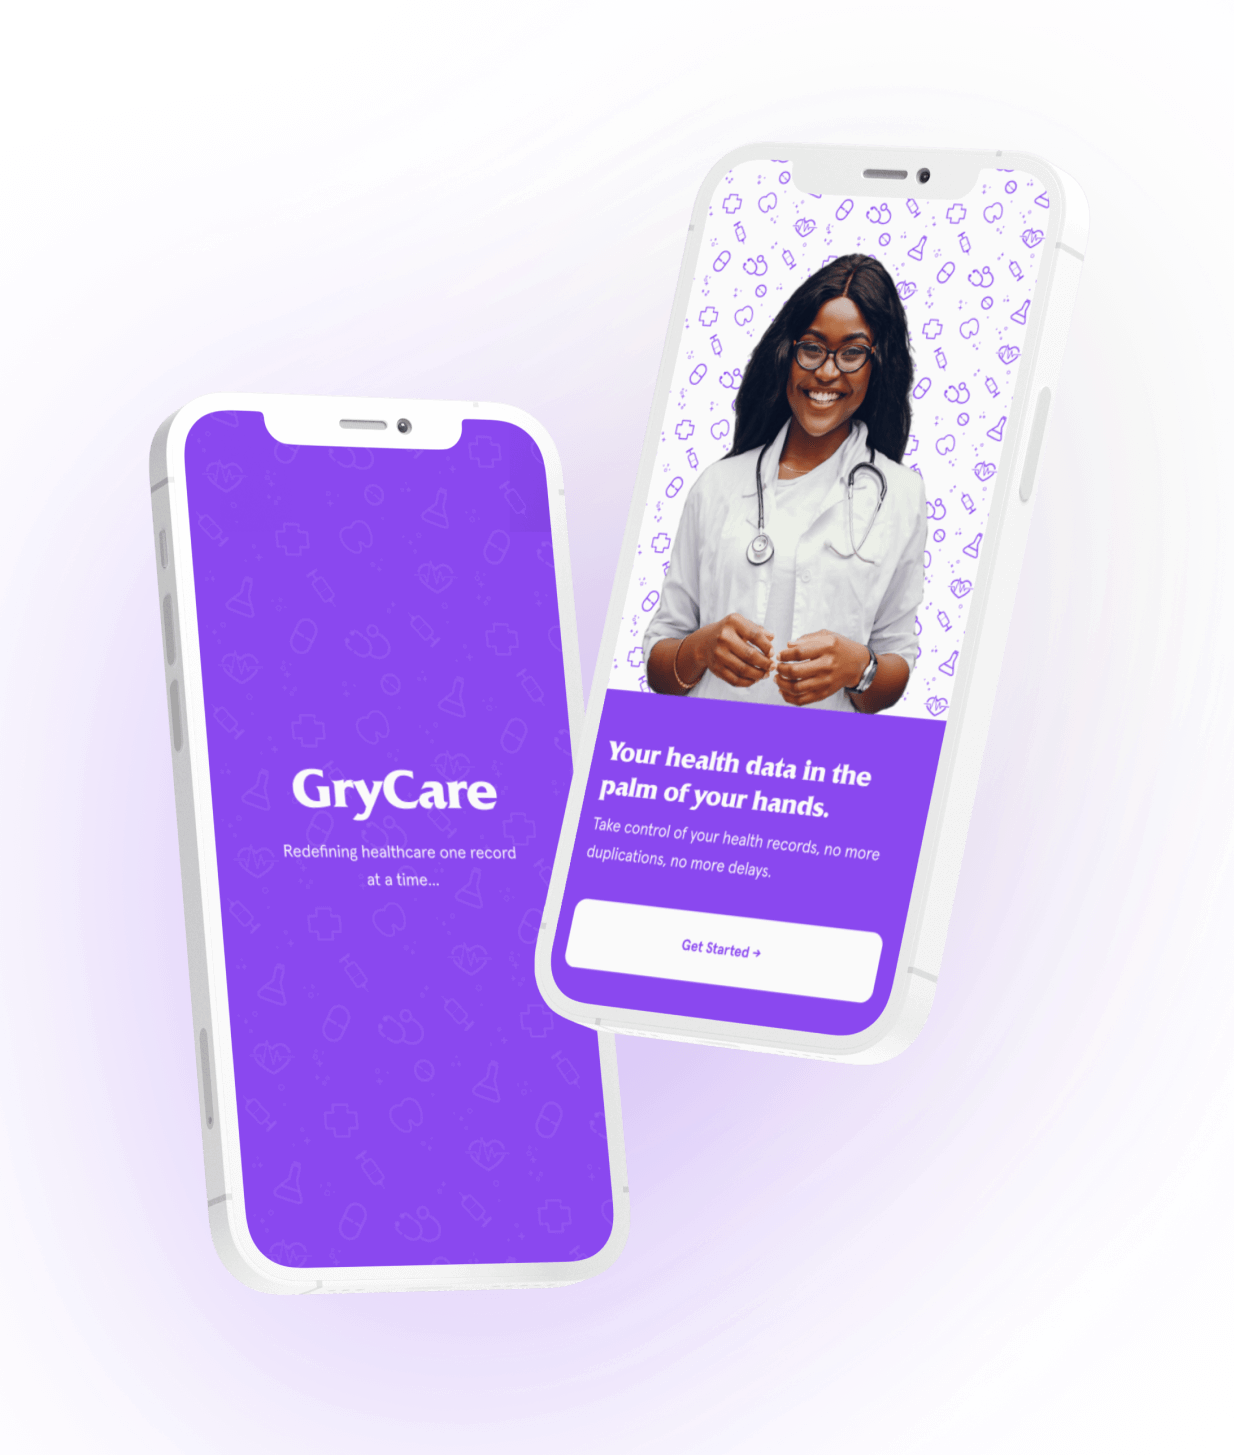 GryCare
Redefining healthcare one record
at a time...
Your health data in the
palm of your hands.
Take control of your health records, no more
duplications, no more delays.
Get Started →